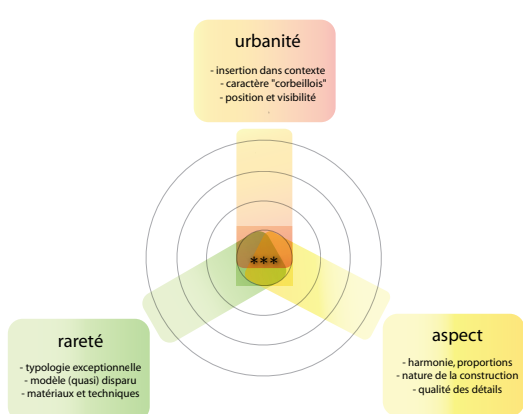 urbanité
- insertion dans contexte
- caractère "corbeillois"
- position et visibilité
***
rareté
- typologie exceptionnelle
- modèle (quasi) disparu
- matériaux et techniques
aspect
- harmonie, proportions
- nature de la construction
- qualité des détails